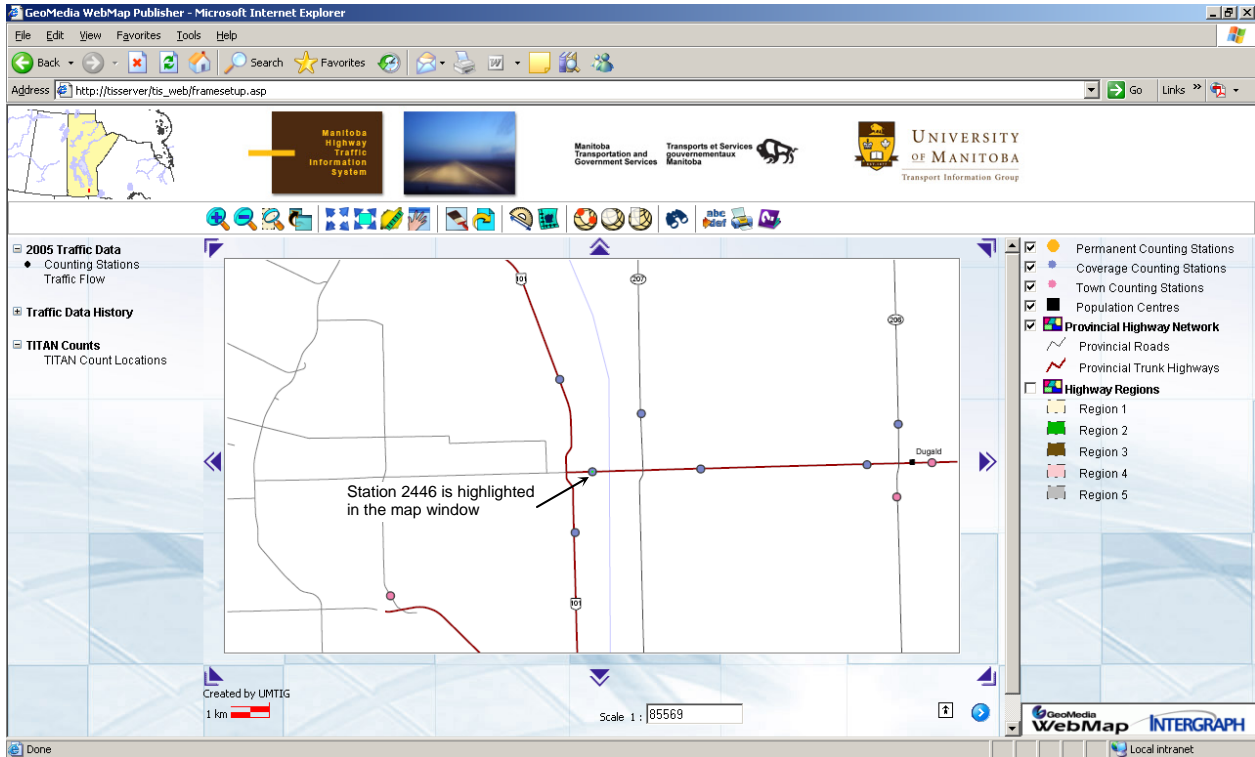 GeoMedia WebMap Publisher - Microsoft Internet Explorer
File Edit View Favorites Tools Help
Back Search Favorites
Address http://tisserver/tis_web/framesetup.asp Go Links »
Manitoba
Highway
Traffic
Information
System
Manitoba
Transportation and
Government Services
Transports et Services
gouvernementaux
Manitoba
UNIVERSITY
OF MANITOBA
Transport Information Group
abc
def
2005 Traffic Data
Counting Stations
Traffic Flow
Traffic Data History
TITAN Counts
TITAN Count Locations
101
207
206
Dugald
Station 2446 is highlighted
in the map window
101
Permanent Counting Stations
Coverage Counting Stations
Town Counting Stations
Population Centres
Provincial Highway Network
Provincial Roads
Provincial Trunk Highways
Highway Regions
Region 1
Region 2
Region 3
Region 4
Region 5
Created by UMTIG
1 km
Scale 1 : 85569
GeoMedia
WebMap INTERGRAPH
Done Local intranet